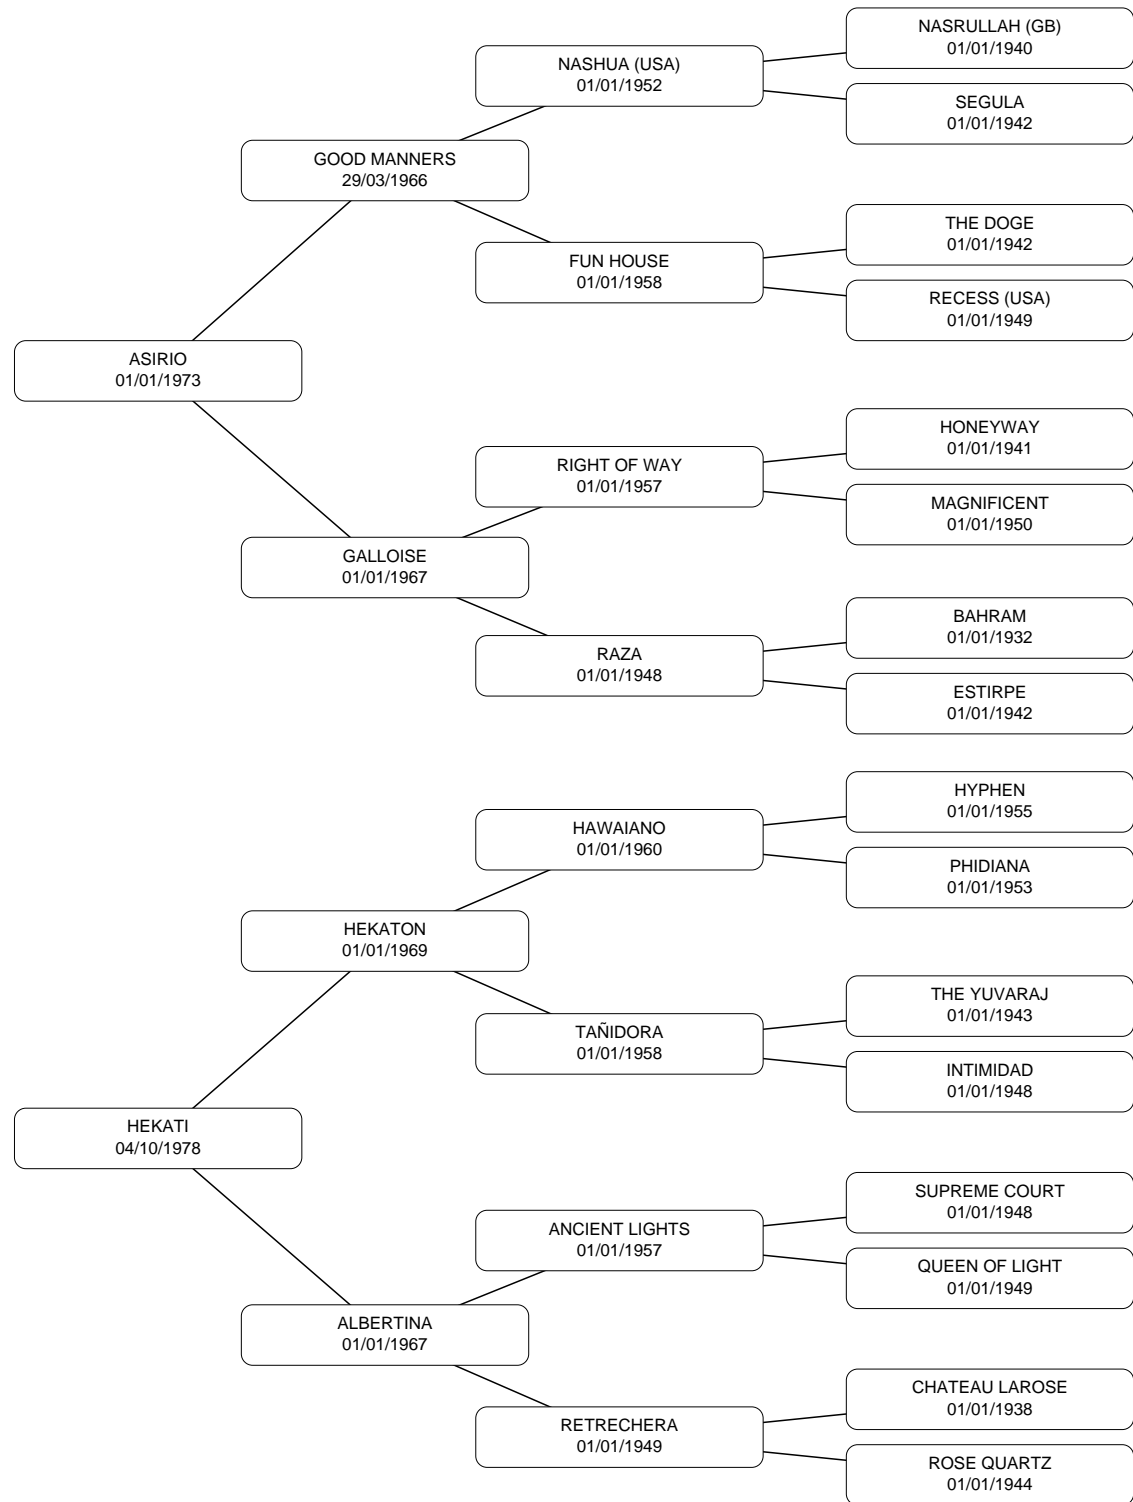 NASRULLAH (GB)
01/01/1940
NASHUA (USA)
01/01/1952
SEGULA
01/01/1942
GOOD MANNERS
29/03/1966
THE DOGE
01/01/1942
FUN HOUSE
01/01/1958
RECESS (USA)
01/01/1949
ASIRIO
01/01/1973
HONEYWAY
01/01/1941
RIGHT OF WAY
01/01/1957
MAGNIFICENT
01/01/1950
GALLOISE
01/01/1967
BAHRAM
01/01/1932
RAZA
01/01/1948
ESTIRPE
01/01/1942
HYPHEN
01/01/1955
HAWAIANO
01/01/1960
PHIDIANA
01/01/1953
HEKATON
01/01/1969
THE YUVARAJ
01/01/1943
TAÑIDORA
01/01/1958
INTIMIDAD
01/01/1948
HEKATI
04/10/1978
SUPREME COURT
01/01/1948
ANCIENT LIGHTS
01/01/1957
QUEEN OF LIGHT
01/01/1949
ALBERTINA
01/01/1967
CHATEAU LAROSE
01/01/1938
RETRECHERA
01/01/1949
ROSE QUARTZ
01/01/1944